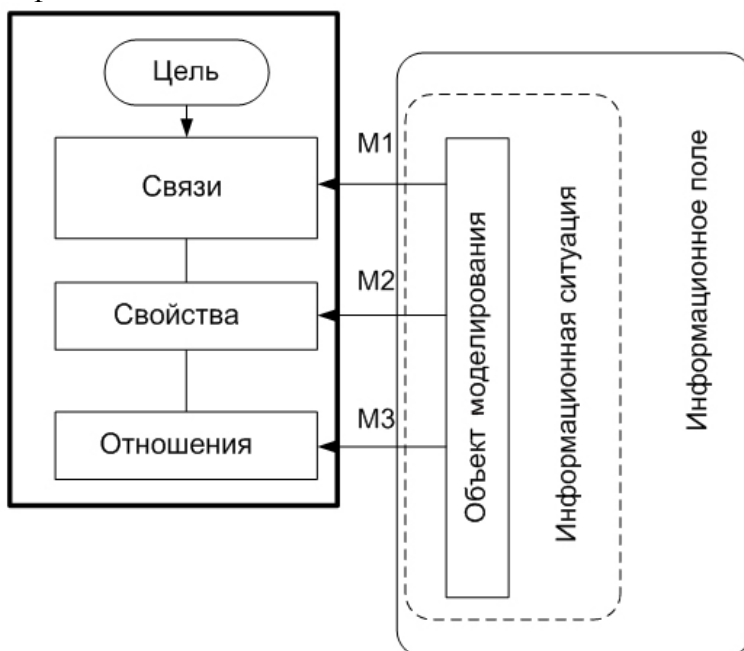 Цель
Связи
Свойства
Отношения
М1
М2
М3
Объект моделирования
Информационная ситуация
Информационное поле